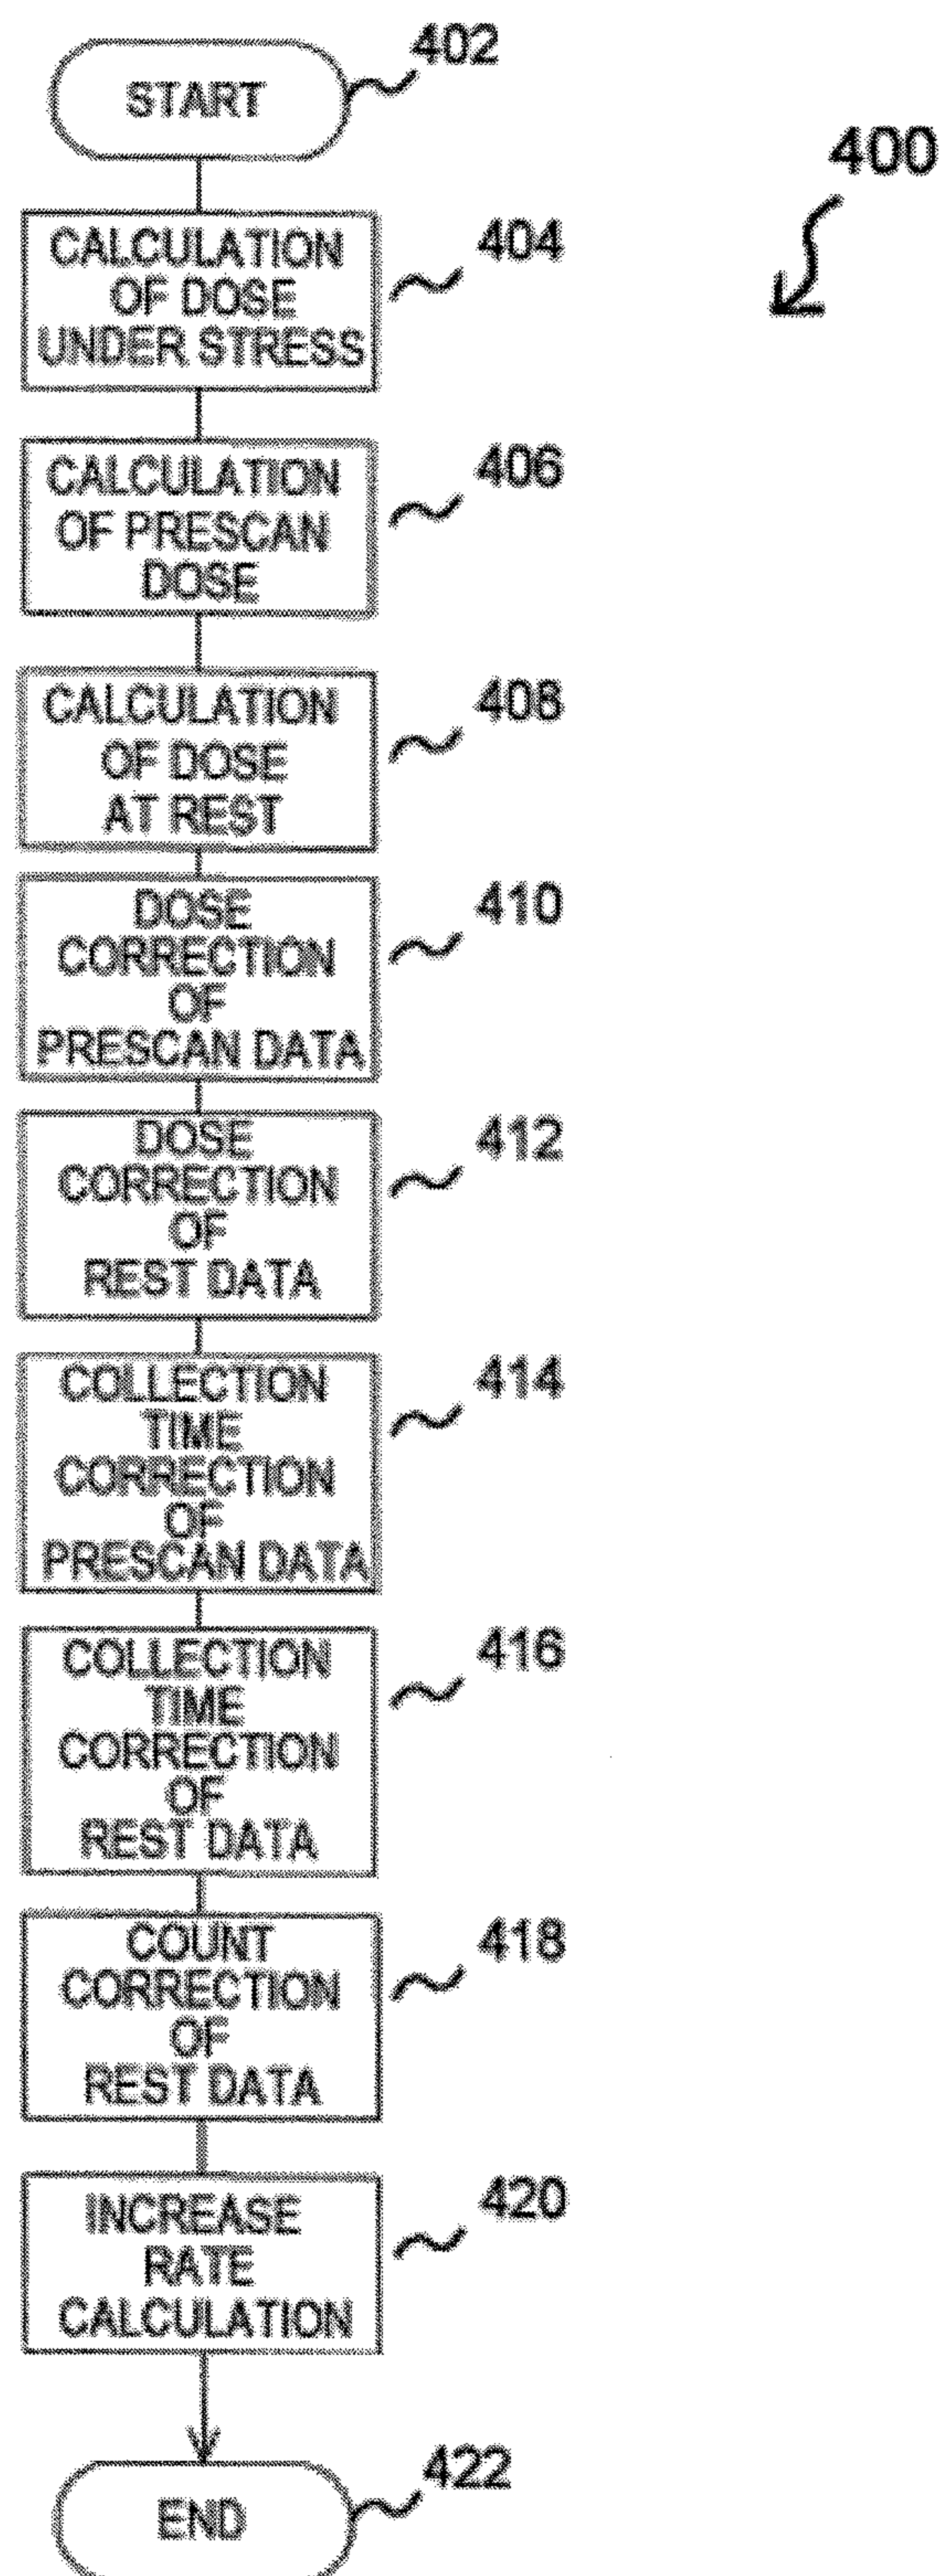 START
402
400
CALCULATION
OF DOSE
UNDER STRESS
404
CALCULATION
OF PRESCAN
DOSE
406
CALCULATION
OF DOSE
AT REST
408
DOSE
CORRECTION
OF
PRESCAN DATA
410
DOSE
CORRECTION
OF
REST DATA
412
COLLECTION
TIME
CORRECTION
OF
PRESCAN DATA
414
COLLECTION
TIME
CORRECTION
OF
REST DATA
416
COUNT
CORRECTION
OF
REST DATA
418
INCREASE
RATE
CALCULATION
420
END
422